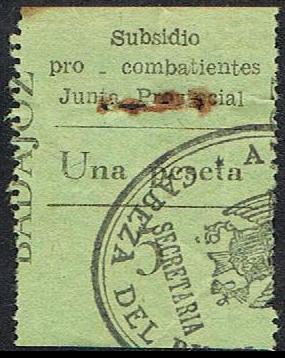 Subsidio
pro - combatientes
Junta Provincial
Una peseta
BADAJOZ
SECRETARIA
CABEZA DEL